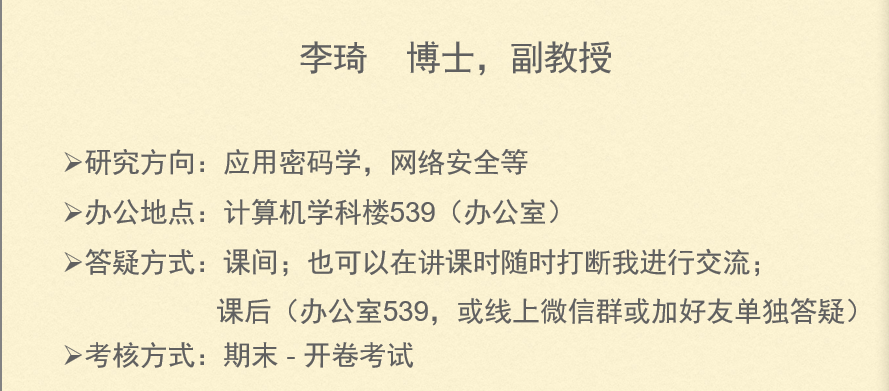 李琦 博士，副教授
➢研究方向：应用密码学，网络安全等
➢办公地点：计算机学科楼539（办公室）
➢答疑方式：课间；也可以在讲课时随时打断我进行交流；
课后（办公室539，或线上微信群或加好友单独答疑）
➢考核方式：期末 - 开卷考试